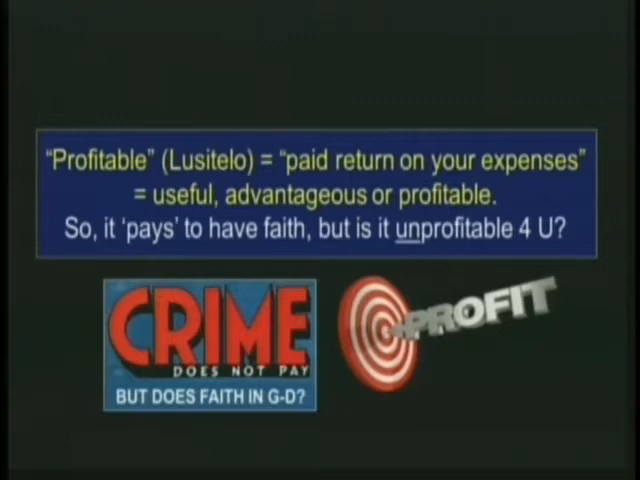 “Profitable” (Lusitelo) = “paid return on your expenses”
= useful, advantageous or profitable.
So, it ‘pays’ to have faith, but is it unprofitable 4 U?
CRIME
DOES NOT PAY
BUT DOES FAITH IN G-D?
PROFIT